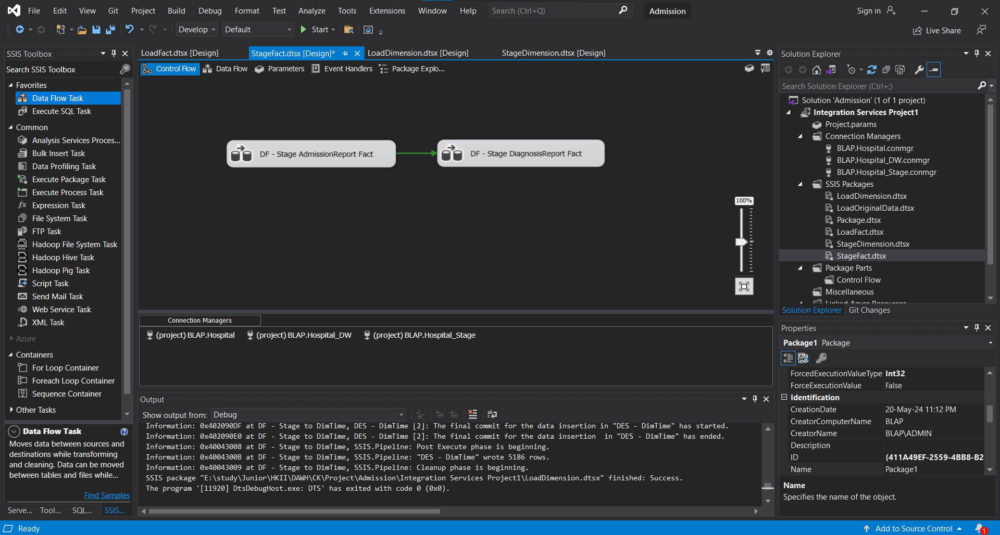 File Edit View Git Project Build Debug Format Test Analyze Tools Extensions Window Help Search (Ctrl+Q) Admission Sign in
Develop Default Start Live Share
SSIS Toolbox
Search SSIS Toolbox
Favorites
Data Flow Task
Execute SQL Task
Common
Analysis Services Proces...
Bulk Insert Task
Data Profiling Task
Execute Package Task
Execute Process Task
Expression Task
File System Task
FTP Task
Hadoop File System Task
Hadoop Hive Task
Hadoop Pig Task
Script Task
Send Mail Task
Web Service Task
XML Task
Azure
Containers
For Loop Container
Foreach Loop Container
Sequence Container
Other Tasks
Data Flow Task
Moves data between sources and
destinations while transforming
and cleaning. Data can be moved
between tables and files while...
Find Samples
Serve... Tool... SQL... SSIS...
LoadFact.dtsx [Design] StageFact.dtsx [Design]* LoadDimension.dtsx [Design] StageDimension.dtsx [Design]
Control Flow Data Flow Parameters Event Handlers Package Explo...
DF - Stage AdmissionReport Fact DF - Stage DiagnosisReport Fact
100%
Connection Managers
(project) BLAP.Hospital (project) BLAP.Hospital_DW (project) BLAP.Hospital_Stage
Output
Show output from: Debug
Information: 0x402090DF at DF - Stage to DimTime, DES - DimTime [2]: The final commit for the data insertion in "DES - DimTime" has started.
Information: 0x402090E0 at DF - Stage to DimTime, DES - DimTime [2]: The final commit for the data insertion  in "DES - DimTime" has ended.
Information: 0x40043008 at DF - Stage to DimTime, SSIS.Pipeline: Post Execute phase is beginning.
Information: 0x4004300B at DF - Stage to DimTime, SSIS.Pipeline: "DES - DimTime" wrote 5186 rows.
Information: 0x40043009 at DF - Stage to DimTime, SSIS.Pipeline: Cleanup phase is beginning.
SSIS package "E:\study\Junior\HKII\DAWH\CK\Project\Admission\Integration Services Project1\LoadDimension.dtsx" finished: Success.
The program '[11920] DtsDebugHost.exe: DTS' has exited with code 0 (0x0).
Solution Explorer
Search Solution Explorer (Ctrl+;)
Solution 'Admission' (1 of 1 project)
Integration Services Project1
Project.params
Connection Managers
BLAP.Hospital.conmgr
BLAP.Hospital_DW.conmgr
BLAP.Hospital_Stage.conmgr
SSIS Packages
LoadDimension.dtsx
LoadOriginalData.dtsx
Package.dtsx
LoadFact.dtsx
StageDimension.dtsx
StageFact.dtsx
Package Parts
Control Flow
Miscellaneous
Linked Azure Resources
Solution Explorer Git Changes
Properties
Package1 Package
ForcedExecutionValueType Int32
ForceExecutionValue False
Identification
CreationDate 20-May-24 11:12 PM
CreatorComputerName BLAP
CreatorName BLAP\ADMIN
Description
ID {411A49EF-2559-4BB8-B2
Name Package1
Name
Specifies the name of the object.
Ready Add to Source Control 1